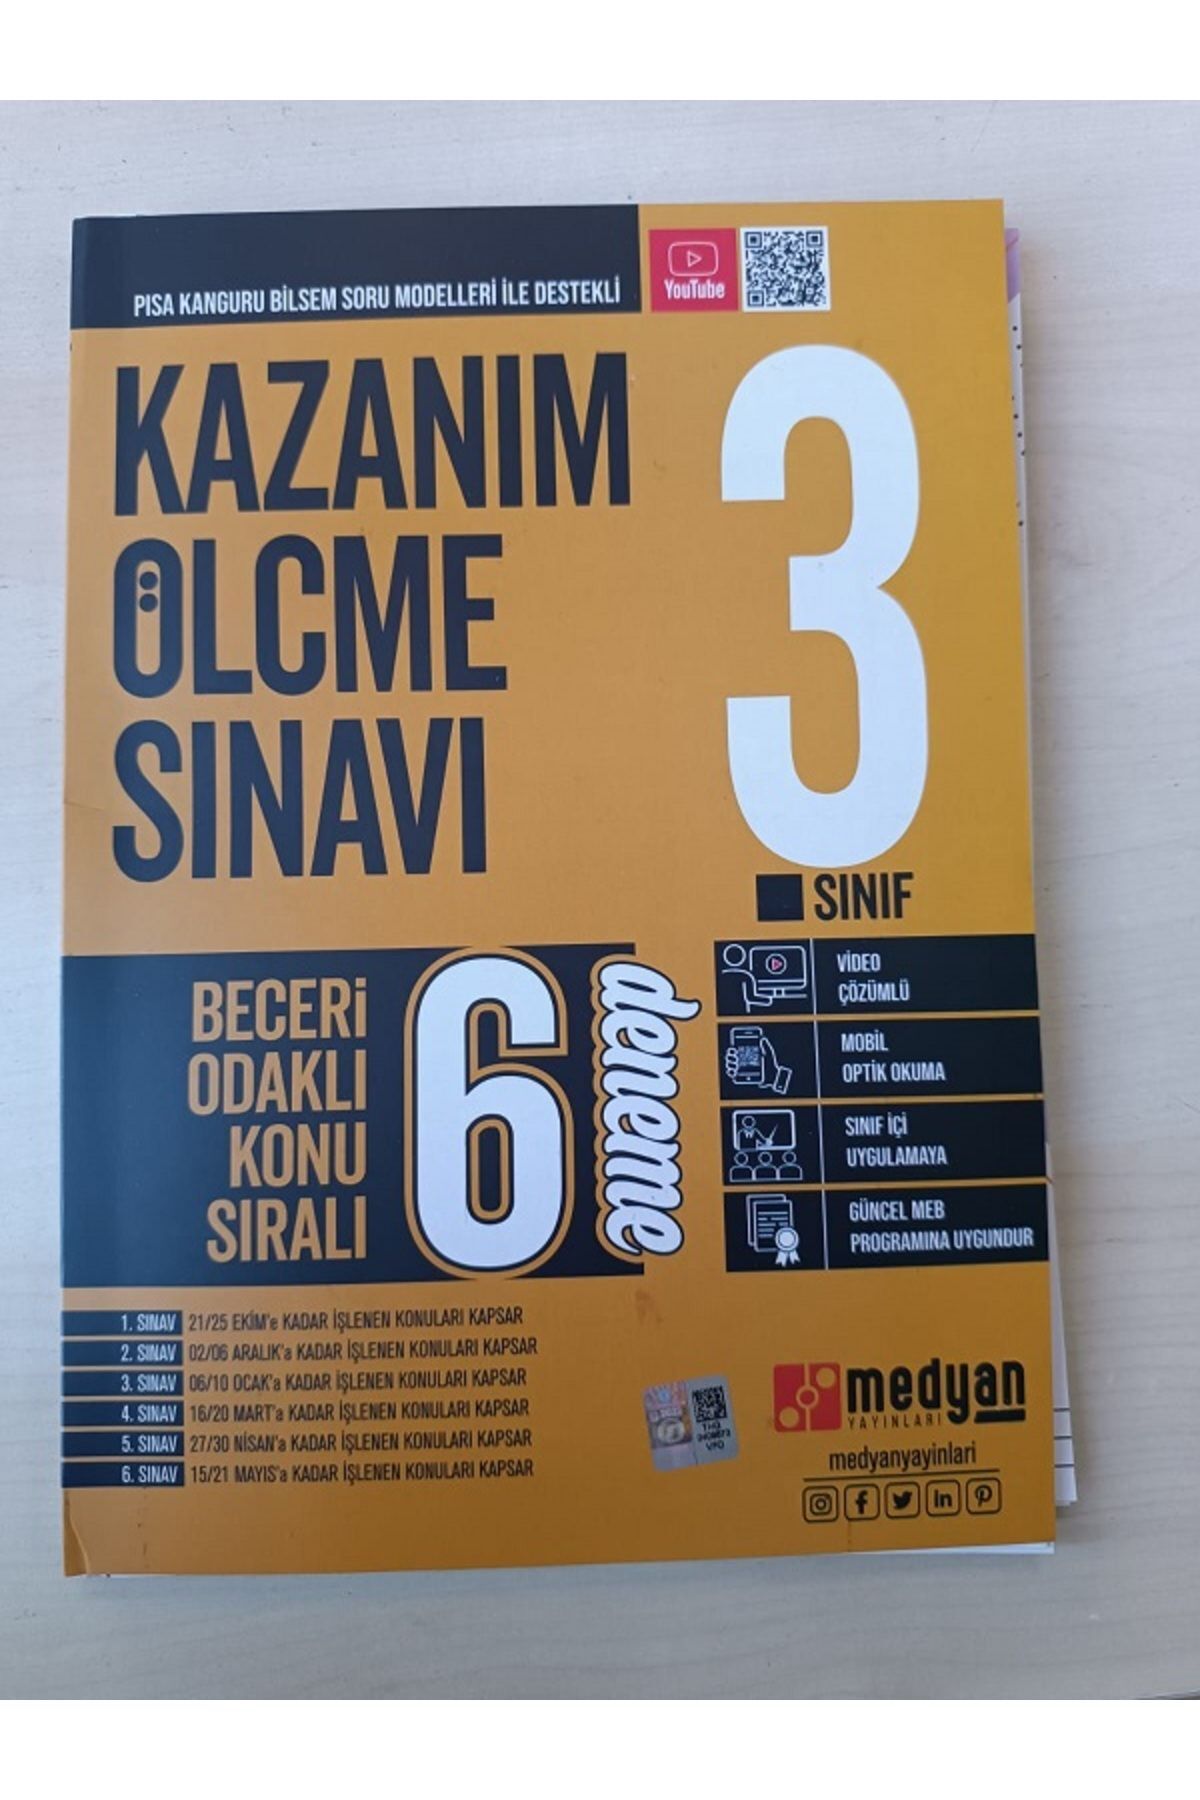 PISA KANGURU BİLSEM SORU MODELLERİ İLE DESTEKLİ
YouTube
KAZANIM
ÖLCME
SINAVI
3
SINIF
BECERİ
ODAKLI
KONU
SIRALI
6
deneme
VİDEO
ÇÖZÜMLÜ
MOBİL
OPTİK OKUMA
SINIF İÇİ
UYGULAMAYA
GÜNCEL MEB
PROGRAMINA UYGUNDUR
1. SINAV 21/25 EKİM'e KADAR İŞLENEN KONULARI KAPSAR
2. SINAV 02/06 ARALIK'a KADAR İŞLENEN KONULARI KAPSAR
3. SINAV 06/10 OCAK'a KADAR İŞLENEN KONULARI KAPSAR
4. SINAV 16/20 MART'a KADAR İŞLENEN KONULARI KAPSAR
5. SINAV 27/30 NİSAN'a KADAR İŞLENEN KONULARI KAPSAR
6. SINAV 15/21 MAYIS'a KADAR İŞLENEN KONULARI KAPSAR
medyan
YAYINLARI
medyanyayinlari